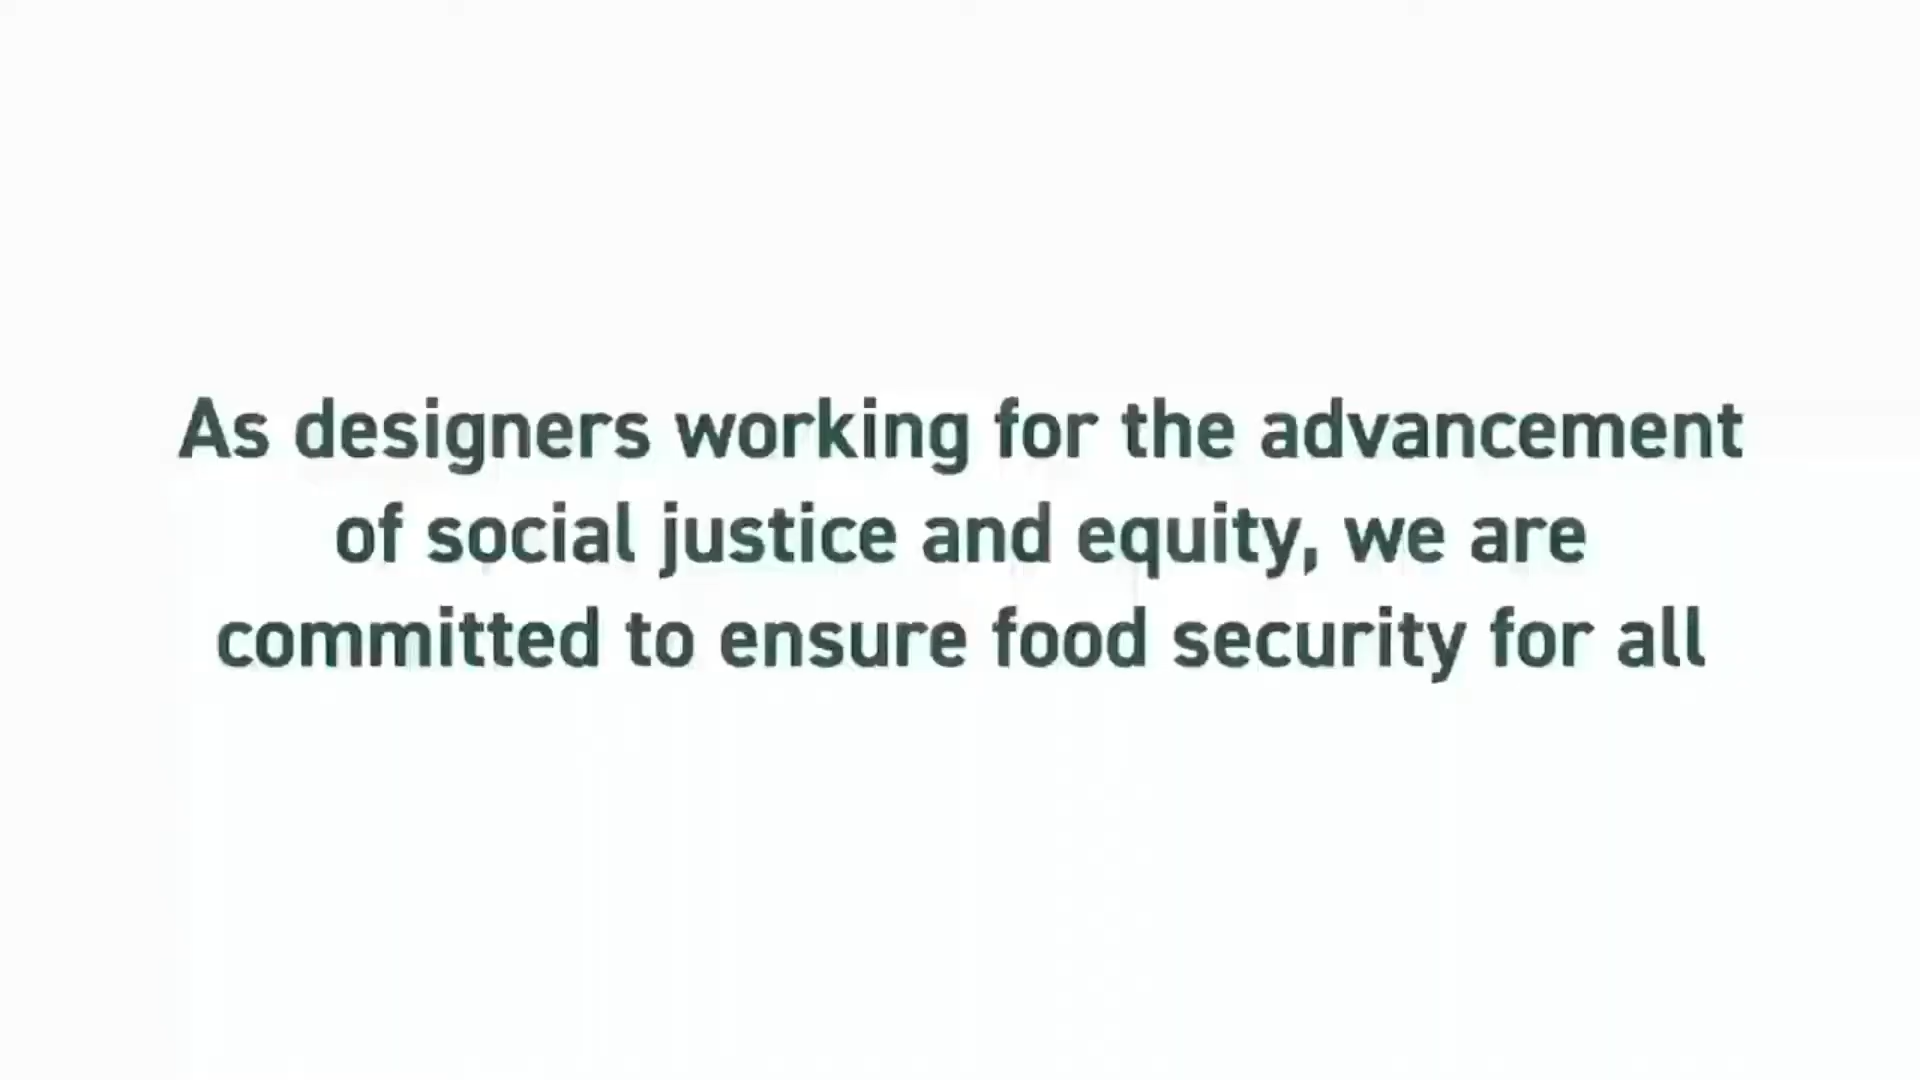 As designers working for the advancement
of social justice and equity, we are
committed to ensure food security for all